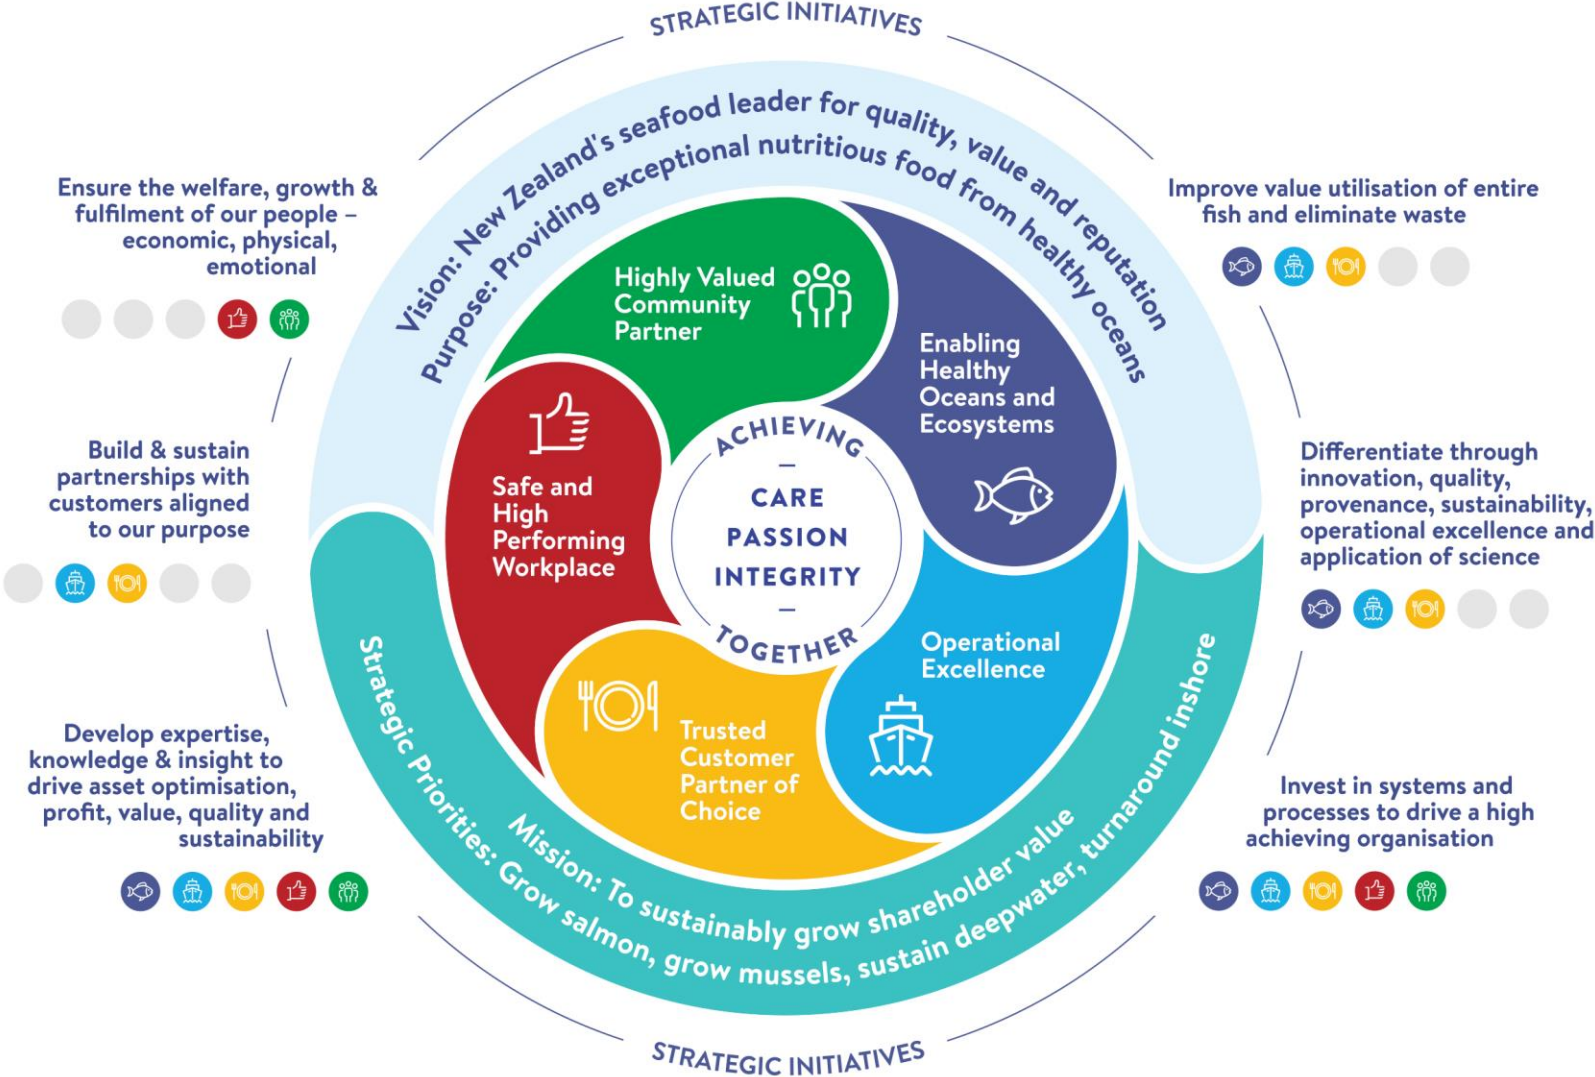 STRATEGIC INITIATIVES
Vision: New Zealand's seafood leader for quality, value and reputation
Purpose: Providing exceptional nutritious food from healthy oceans
Ensure the welfare, growth &
fulfilment of our people –
economic, physical,
emotional
Build & sustain
partnerships with
customers aligned
to our purpose
Develop expertise,
knowledge & insight to
drive asset optimisation,
profit, value, quality and
sustainability
Highly Valued
Community
Partner
Enabling
Healthy
Oceans and
Ecosystems
Safe and
High
Performing
Workplace
ACHIEVING
–
CARE
PASSION
INTEGRITY
–
TOGETHER
Operational
Excellence
Trusted
Customer
Partner of
Choice
Improve value utilisation of entire
fish and eliminate waste
Differentiate through
innovation, quality,
provenance, sustainability,
operational excellence and
application of science
Invest in systems and
processes to drive a high
achieving organisation
Mission: To sustainably grow shareholder value
Strategic Priorities: Grow salmon, grow mussels, sustain deepwater, turnaround inshore
STRATEGIC INITIATIVES